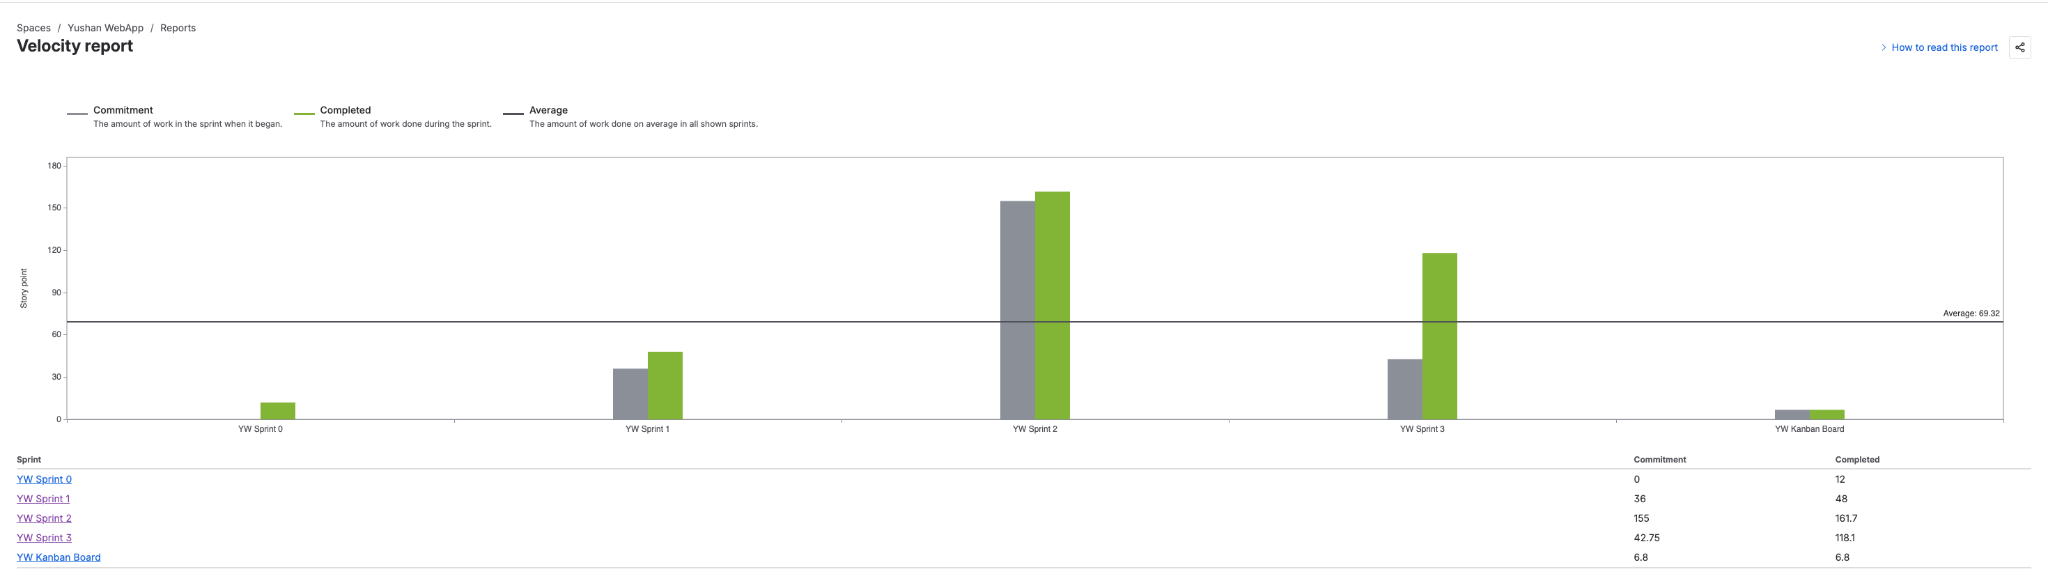 Spaces / Yushan WebApp / Reports
Velocity report
How to read this report
Commitment
The amount of work in the sprint when it began.
Completed
The amount of work done during the sprint.
Average
The amount of work done on average in all shown sprints.
Story point
180
150
120
90
60
30
0
Average: 69.32
YW Sprint 0 YW Sprint 1 YW Sprint 2 YW Sprint 3 YW Kanban Board
Sprint Commitment Completed
YW Sprint 0 0 12
YW Sprint 1 36 48
YW Sprint 2 155 161.7
YW Sprint 3 42.75 118.1
YW Kanban Board 6.8 6.8